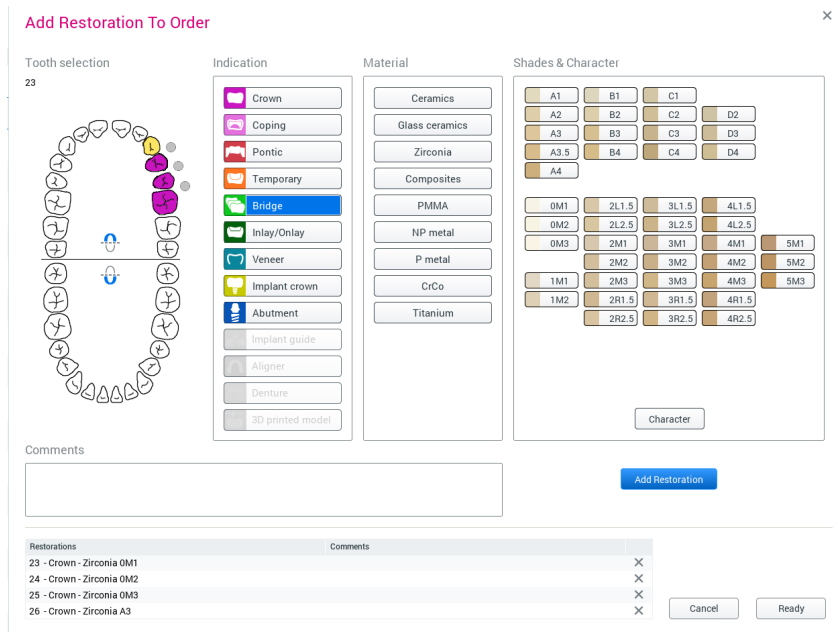 Add Restoration To Order
×
Tooth selection
Indication
Material
Shades & Character
23
Crown
Coping
Pontic
Temporary
Bridge
Inlay/Onlay
Veneer
Implant crown
Abutment
Implant guide
Aligner
Denture
3D printed model
Ceramics
Glass ceramics
Zirconia
Composites
PMMA
NP metal
P metal
CrCo
Titanium
A1 B1 C1
A2 B2 C2 D2
A3 B3 C3 D3
A3.5 B4 C4 D4
A4
0M1 2L1.5 3L1.5 4L1.5
0M2 2L2.5 3L2.5 4L2.5
0M3 2M1 3M1 4M1 5M1
2M2 3M2 4M2 5M2
1M1 2M3 3M3 4M3 5M3
1M2 2R1.5 3R1.5 4R1.5
2R2.5 3R2.5 4R2.5
Character
Comments
Add Restoration
Restorations Comments
23 - Crown - Zirconia 0M1
24 - Crown - Zirconia 0M2
25 - Crown - Zirconia 0M3
26 - Crown - Zirconia A3
Cancel
Ready